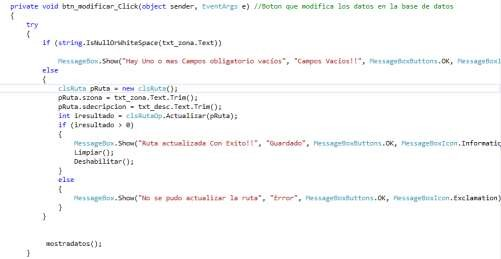 private void btn_modificar_Click(object sender, EventArgs e) //Boton que modifica los datos en la base de datos
{
try
{
if (string.IsNullOrWhiteSpace(txt_zona.Text))
MessageBox.Show("Hay Uno o mas Campos obligatorio vacios", "Campos Vacios!!", MessageBoxButtons.OK, MessageBoxI
else
{
clsRuta pRuta = new clsRuta();
pRuta.szona = txt_zona.Text.Trim();
pRuta.sdecripcion = txt_desc.Text.Trim();
int iresultado = clsRutaOp.Actualizar(pRuta);
if (iresultado > 0)
{
MessageBox.Show("Ruta actualizada Con Exito!!", "Guardado", MessageBoxButtons.OK, MessageBoxIcon.Informatic
Limpiar();
Deshabilitar();
}
else
{
MessageBox.Show("No se pudo actualizar la ruta", "Error", MessageBoxButtons.OK, MessageBoxIcon.Exclamation)
}
}
mostradatos();
}